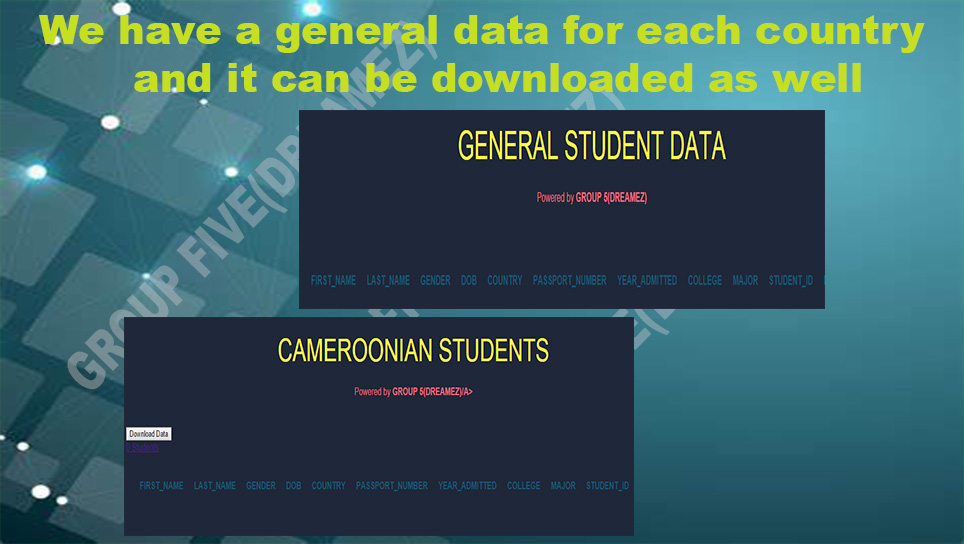 We have a general data for each country
and it can be downloaded as well
GENERAL STUDENT DATA
Powered by GROUP 5(DREAMEZ)
FIRST_NAME LAST_NAME GENDER DOB COUNTRY PASSPORT_NUMBER YEAR_ADMITTED COLLEGE MAJOR STUDENT_ID
CAMEROONIAN STUDENTS
Powered by GROUP 5(DREAMEZ)/A>
Download Data
Students
FIRST_NAME LAST_NAME GENDER DOB COUNTRY PASSPORT_NUMBER YEAR_ADMITTED COLLEGE MAJOR STUDENT_ID
GROUP FIVE(DREAMEZ)